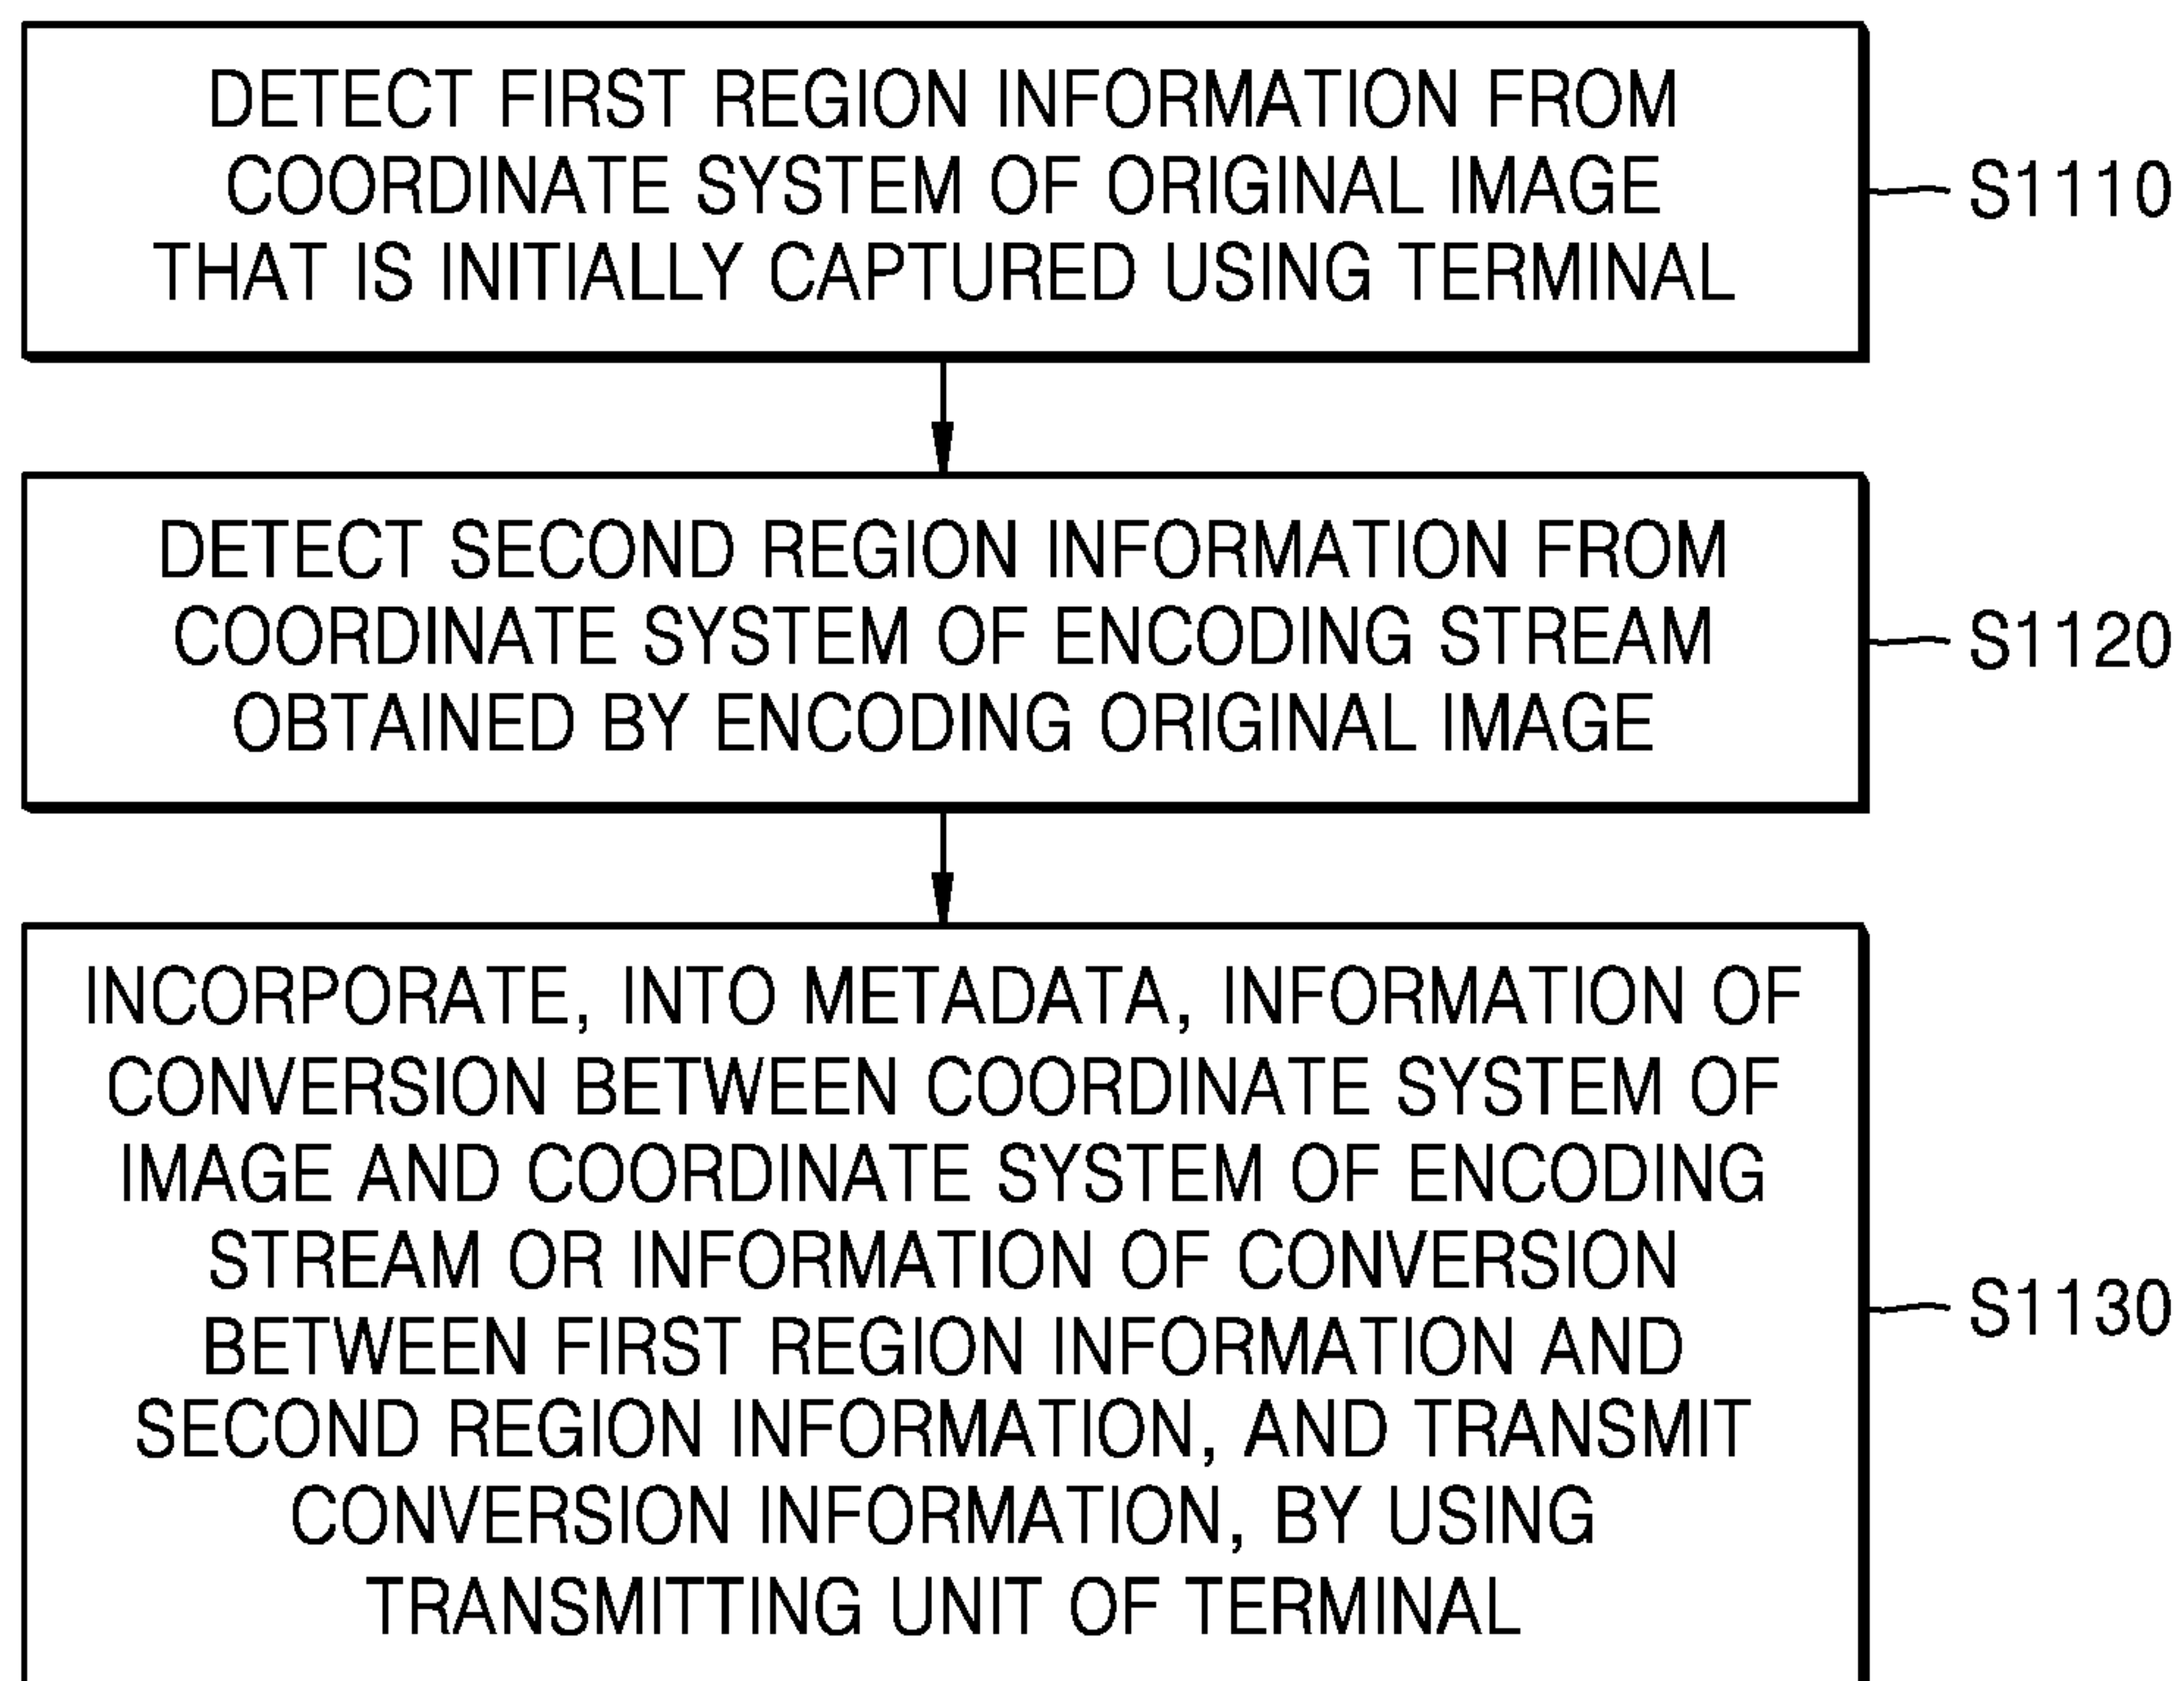 DETECT FIRST REGION INFORMATION FROM
COORDINATE SYSTEM OF ORIGINAL IMAGE
THAT IS INITIALLY CAPTURED USING TERMINAL
S1110
DETECT SECOND REGION INFORMATION FROM
COORDINATE SYSTEM OF ENCODING STREAM
OBTAINED BY ENCODING ORIGINAL IMAGE
S1120
INCORPORATE, INTO METADATA, INFORMATION OF
CONVERSION BETWEEN COORDINATE SYSTEM OF
IMAGE AND COORDINATE SYSTEM OF ENCODING
STREAM OR INFORMATION OF CONVERSION
BETWEEN FIRST REGION INFORMATION AND
SECOND REGION INFORMATION, AND TRANSMIT
CONVERSION INFORMATION, BY USING
TRANSMITTING UNIT OF TERMINAL
S1130